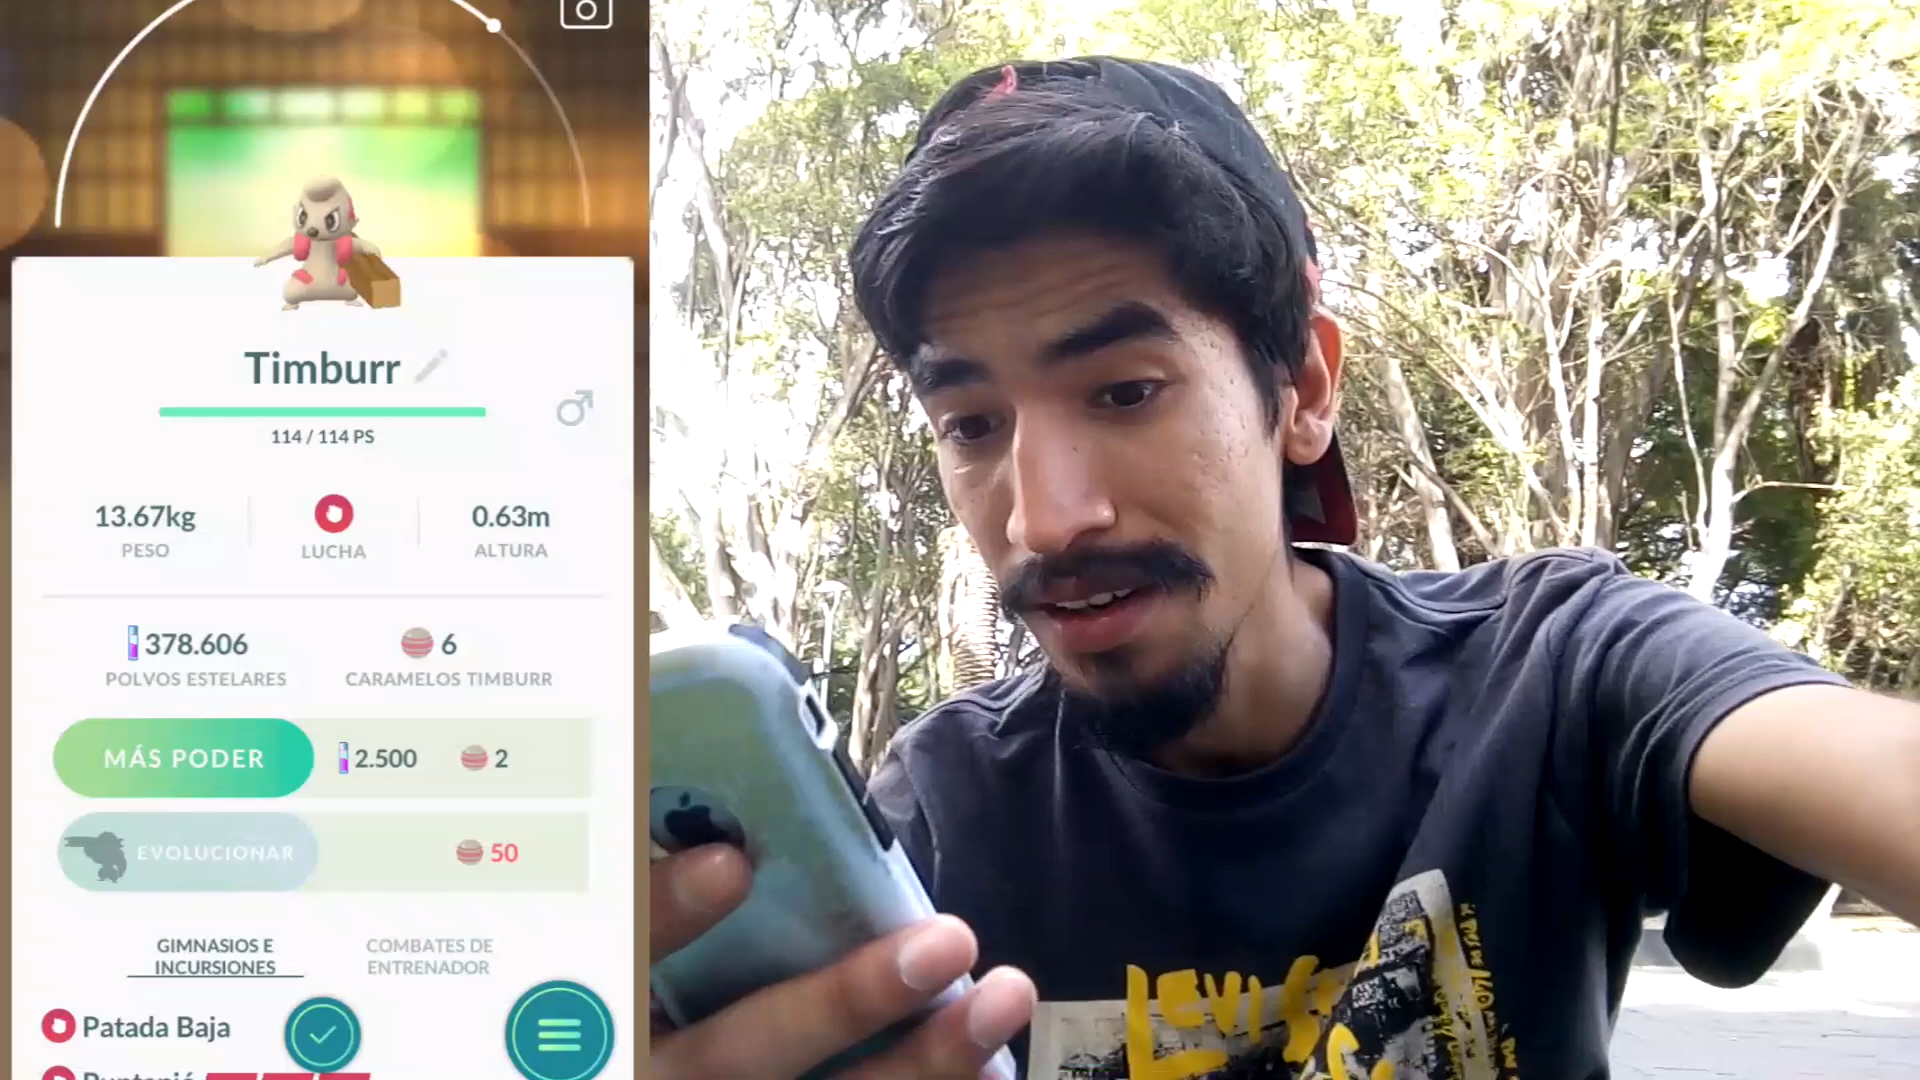 Timburr
114 / 114 PS
13.67kg
PESO
LUCHA
0.63m
ALTURA
378.606
POLVOS ESTELARES
6
CARAMELOS TIMBURR
MÁS PODER
2.500
2
EVOLUCIONAR
50
GIMNASIOS E
INCURSIONES
COMBATES DE
ENTRENADOR
Patada Baja